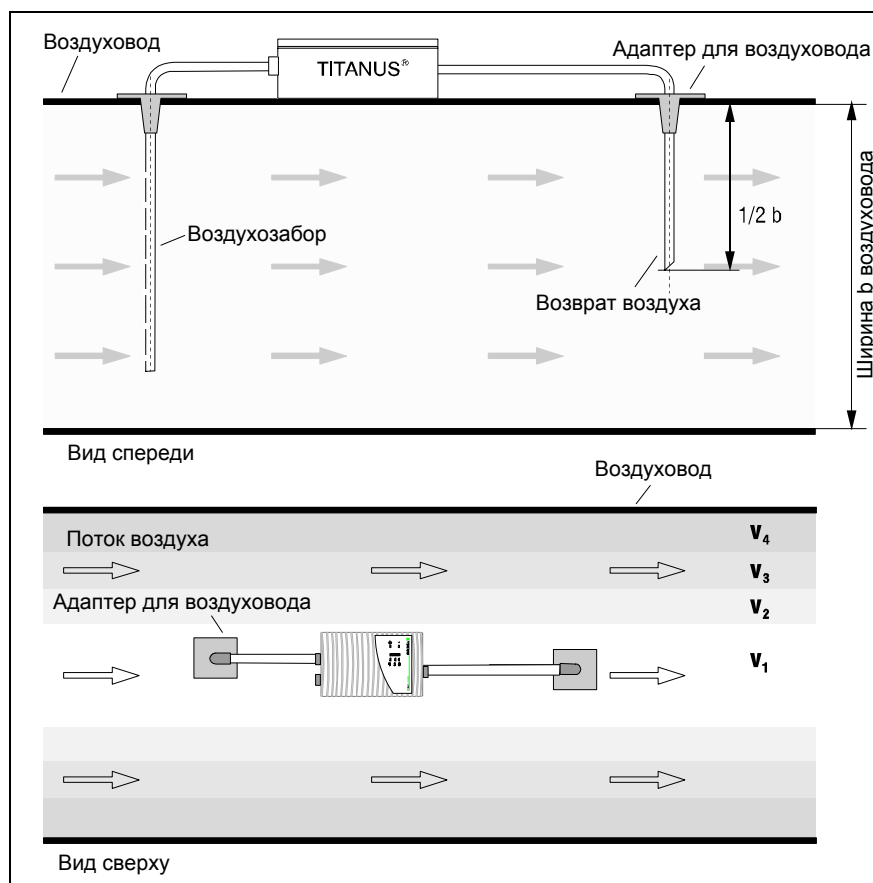 Воздуховод
Адаптер для воздуховода
TITANUS®
1/2 b
Ширина b воздуховода
Воздухозабор
Возврат воздуха
Вид спереди
Воздуховод
Поток воздуха
V4
V3
Адаптер для воздуховода
V2
V1
Вид сверху